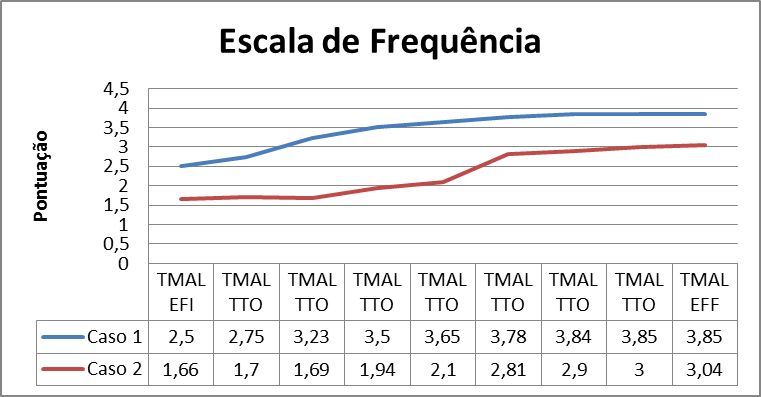 Escala de Frequência
Pontuação
4,5
4
3,5
3
2,5
2
1,5
1
0,5
0
TMAL EFI TMAL TTO TMAL TTO TMAL TTO TMAL TTO TMAL TTO TMAL TTO TMAL TTO TMAL EFF
Caso 1 2,5 2,75 3,23 3,5 3,65 3,78 3,84 3,85 3,85
Caso 2 1,66 1,7 1,69 1,94 2,1 2,81 2,9 3 3,04